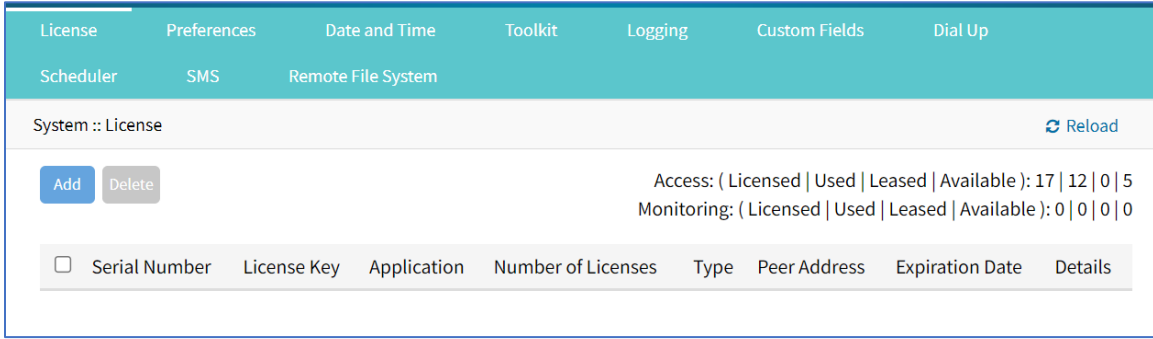 License Preferences Date and Time Toolkit Logging Custom Fields Dial Up
Scheduler SMS Remote File System
System :: License Reload
Add Delete
Access: ( Licensed | Used | Leased | Available ): 17 | 12 | 0 | 5
Monitoring: ( Licensed | Used | Leased | Available ): 0 | 0 | 0 | 0
Serial Number License Key Application Number of Licenses Type Peer Address Expiration Date Details